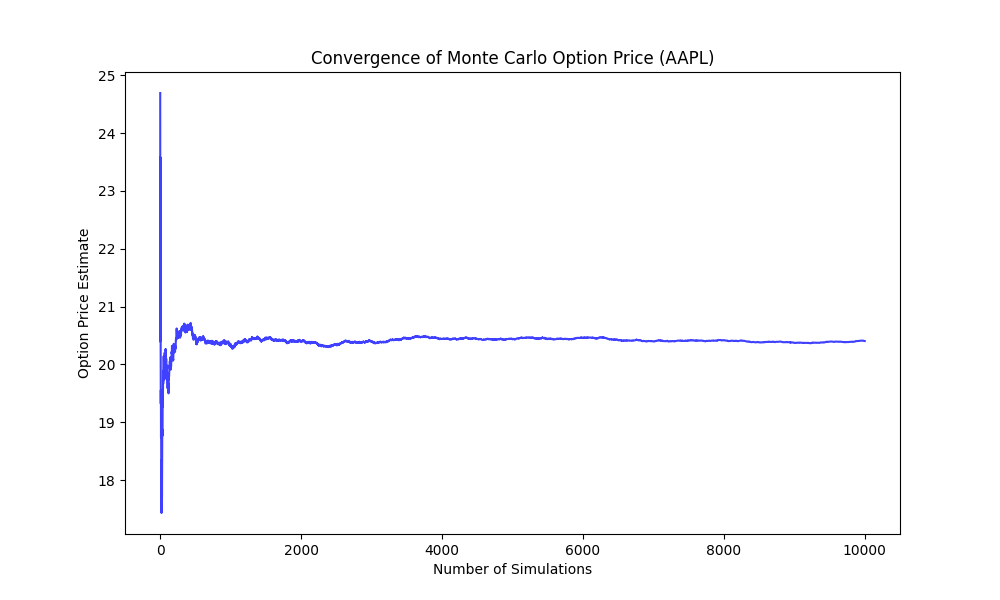 Convergence of Monte Carlo Option Price (AAPL)
25
24
23
22
21
20
19
18
Option Price Estimate
0 2000 4000 6000 8000 10000
Number of Simulations